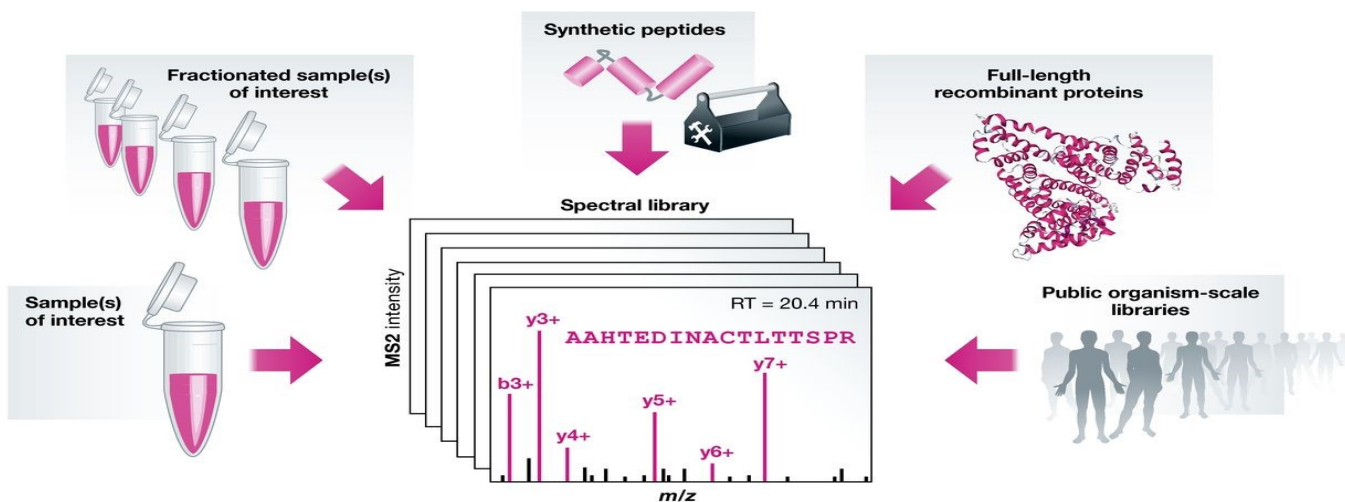 Synthetic peptides
Fractionated sample(s)
of interest
Full-length
recombinant proteins
Spectral library
Sample(s)
of interest
Public organism-scale
libraries
MS2 intensity
RT = 20.4 min
AAHTEDINACTLTTSPR
y3+
b3+
y4+
y5+
y6+
y7+
m/z